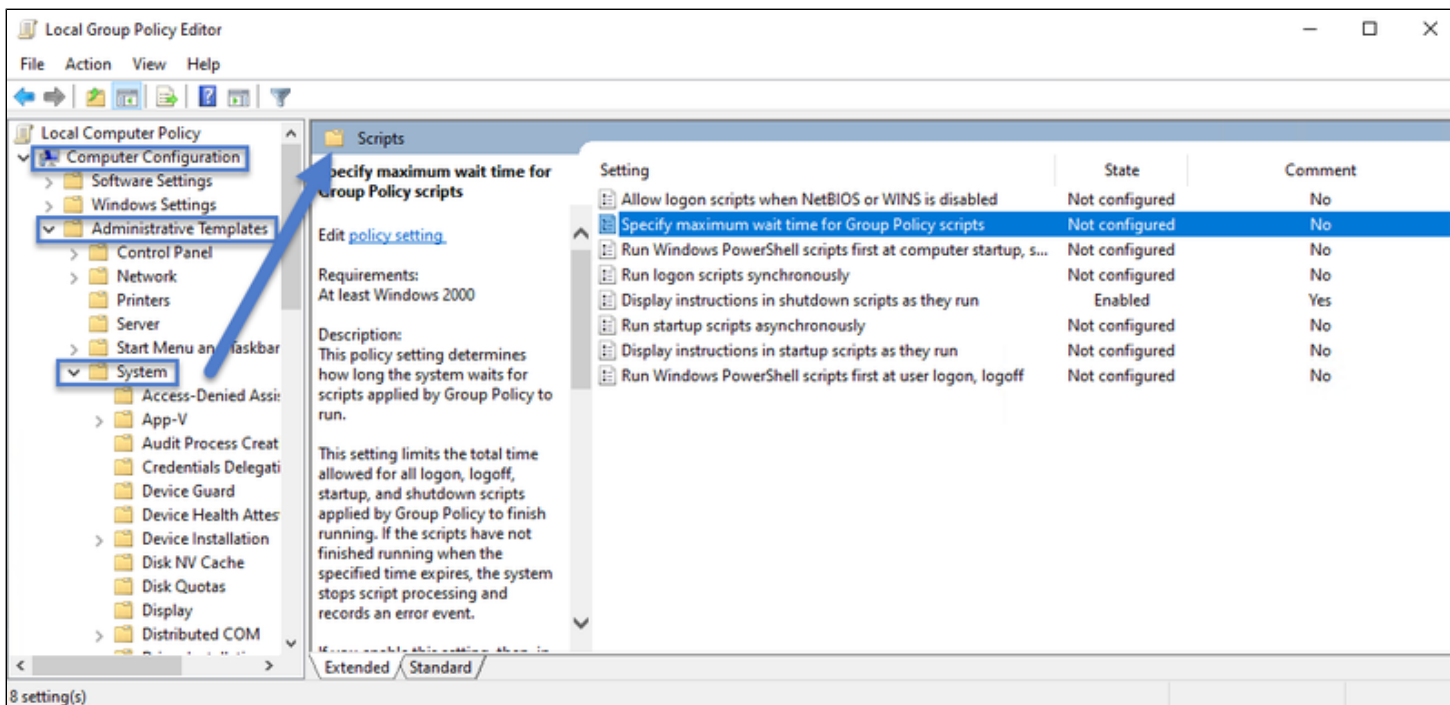 Local Group Policy Editor
File Action View Help
Local Computer Policy
Computer Configuration
Software Settings
Windows Settings
Administrative Templates
Control Panel
Network
Printers
Server
Start Menu and Taskbar
System
Access-Denied Assi
App-V
Audit Process Creat
Credentials Delegati
Device Guard
Device Health Attes
Device Installation
Disk NV Cache
Disk Quotas
Display
Distributed COM
Scripts
Specify maximum wait time for
Group Policy scripts
Edit policy setting
Requirements:
At least Windows 2000
Description:
This policy setting determines
how long the system waits for
scripts applied by Group Policy to
run.
This setting limits the total time
allowed for all logon, logoff,
startup, and shutdown scripts
applied by Group Policy to finish
running. If the scripts have not
finished running when the
specified time expires, the system
stops script processing and
records an error event.
If you enable this setting, then, in
Setting State Comment
Allow logon scripts when NetBIOS or WINS is disabled Not configured No
Specify maximum wait time for Group Policy scripts Not configured No
Run Windows PowerShell scripts first at computer startup, s... Not configured No
Run logon scripts synchronously Not configured No
Display instructions in shutdown scripts as they run Enabled Yes
Run startup scripts asynchronously Not configured No
Display instructions in startup scripts as they run Not configured No
Run Windows PowerShell scripts first at user logon, logoff Not configured No
Extended Standard
8 setting(s)